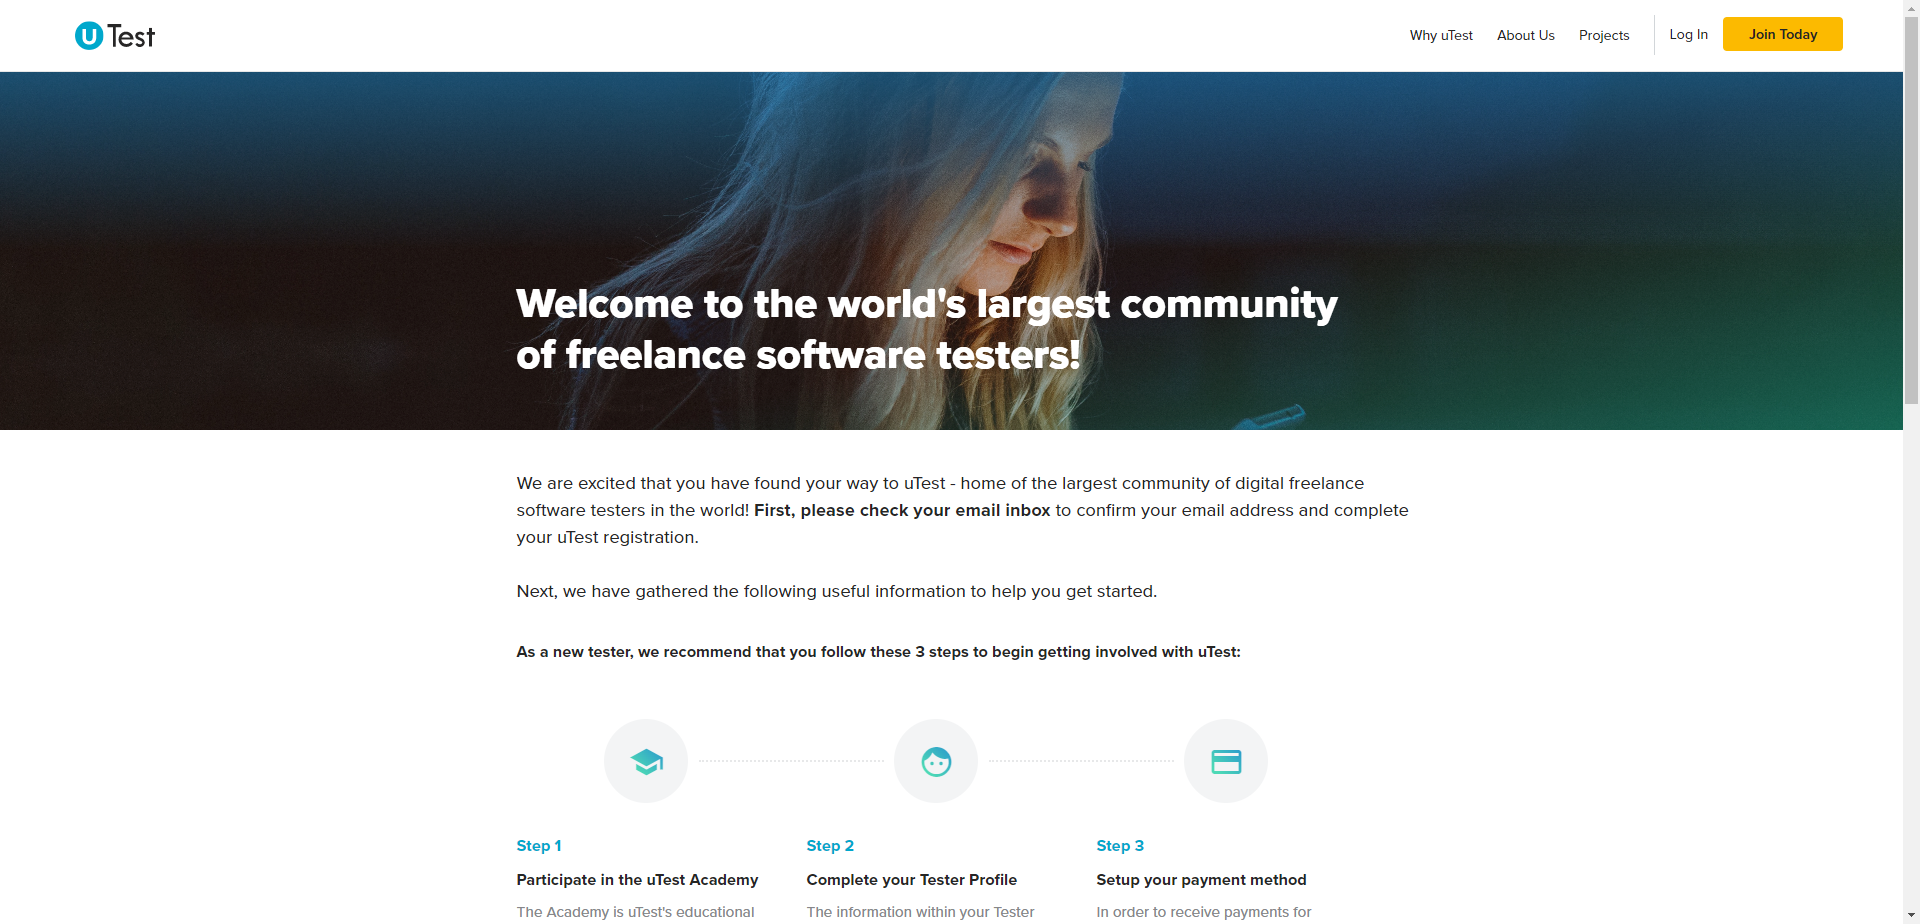 uTest
Why uTest
About Us
Projects
Log In
Join Today
Welcome to the world's largest community
of freelance software testers!
We are excited that you have found your way to uTest - home of the largest community of digital freelance
software testers in the world! First, please check your email inbox to confirm your email address and complete
your uTest registration.
Next, we have gathered the following useful information to help you get started.
As a new tester, we recommend that you follow these 3 steps to begin getting involved with uTest:
Step 1
Participate in the uTest Academy
The Academy is uTest's educational
Step 2
Complete your Tester Profile
The information within your Tester
Step 3
Setup your payment method
In order to receive payments for